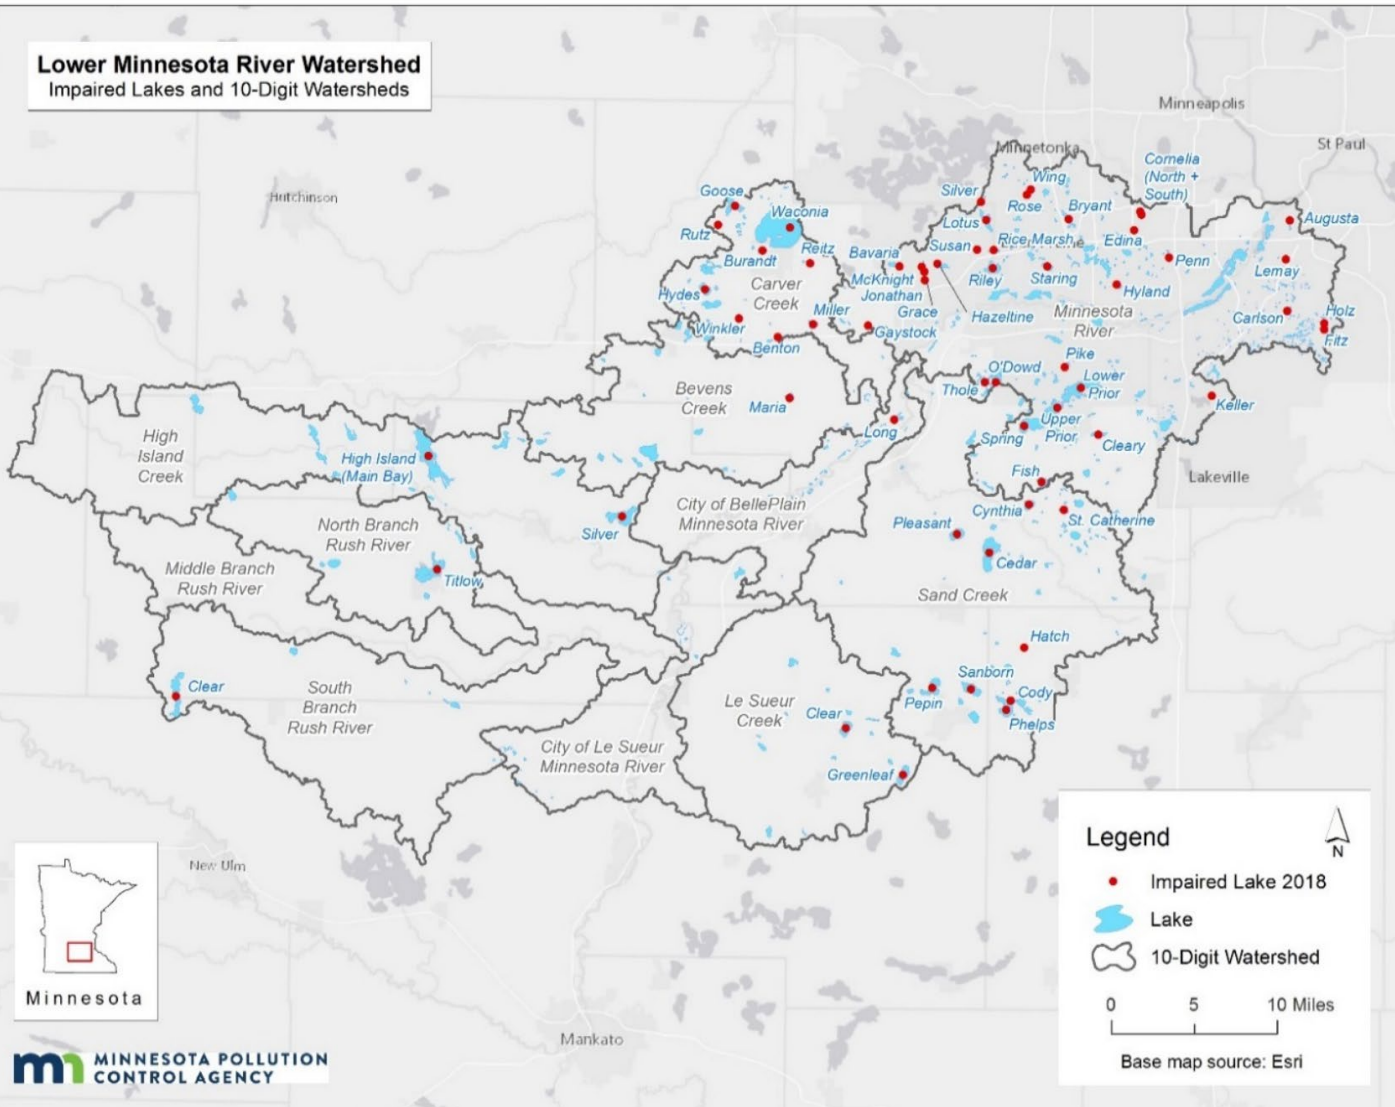 Lower Minnesota River Watershed
Impaired Lakes and 10-Digit Watersheds
Minneapolis
St Paul
Minnetonka
Hutchinson
Cornelia
(North +
South)
Wing
Silver
Rose
Bryant
Goose
Waconia
Lotus
Augusta
Rutz
Rice Marsh
Edina
Susan
Reitz
Bavaria
Burandt
Penn
Lemay
McKnight
Riley
Staring
Carver
Creek
Hydes
Jonathan
Hyland
Grace
Hazeltine
Minnesota
River
Miller
Holz
Carlson
Winkler
Gaystock
Fitz
Benton
Pike
O'Dowd
Lower
Prior
Thole
Bevens
Creek
Maria
Keller
Upper
Prior
Long
Spring
Cleary
High
Island
Creek
High Island
(Main Bay)
Fish
Lakeville
City of BellePlain
Minnesota River
Cynthia
St. Catherine
Pleasant
North Branch
Rush River
Silver
Cedar
Middle Branch
Rush River
Titlow
Sand Creek
Hatch
Sanborn
Clear
South
Branch
Rush River
Le Sueur
Creek
Pepin
Cody
Clear
Phelps
City of Le Sueur
Minnesota River
Greenleaf
New Ulm
Mankato
Legend
N
Impaired Lake 2018
Lake
10-Digit Watershed
0 5 10 Miles
Base map source: Esri
Minnesota
mn MINNESOTA POLLUTION
CONTROL AGENCY